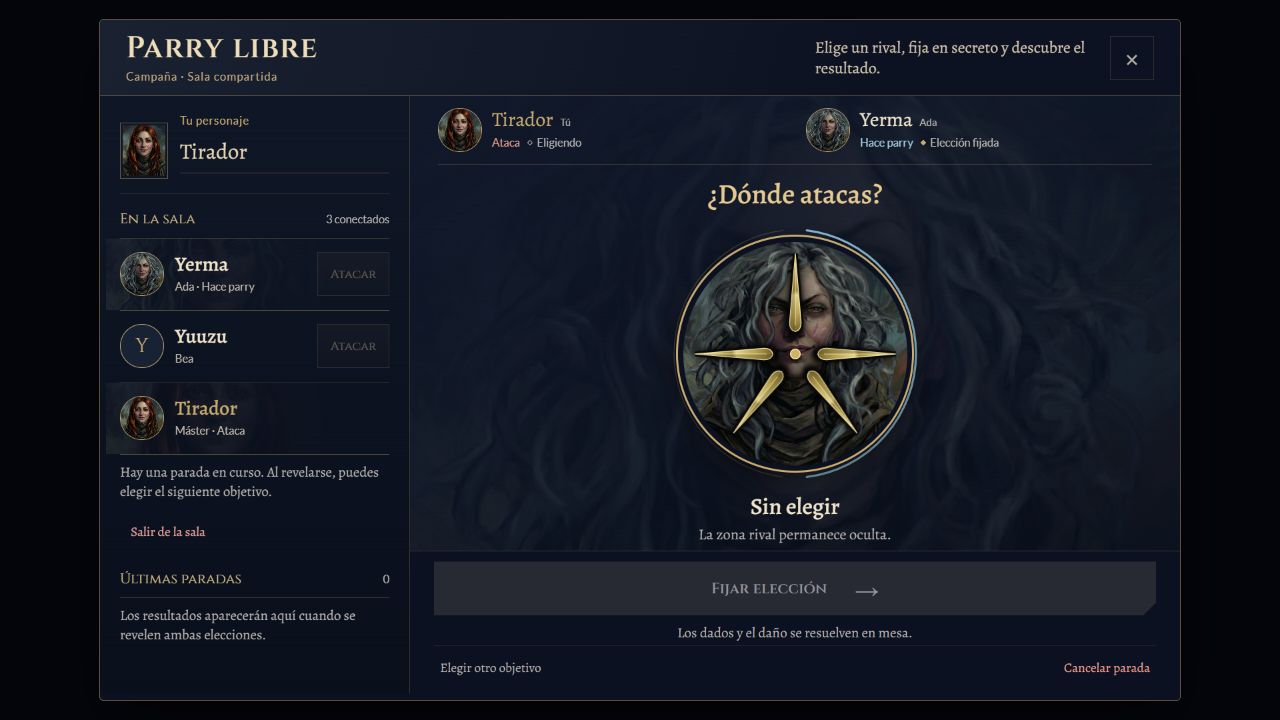 Parry libre
Campaña · Sala compartida
Elige un rival, fija en secreto y descubre el
resultado.
×
Tu personaje
Tirador
En la sala
3 conectados
Yerma
Ada · Hace parry
Atacar
Y
Yuuzu
Bea
Atacar
Tirador
Máster · Ataca
Hay una parada en curso. Al revelarse, puedes
elegir el siguiente objetivo.
Salir de la sala
Últimas paradas
0
Los resultados aparecerán aquí cuando se
revelen ambas elecciones.
Tirador Tú
Ataca ⋄ Eligiendo
Yerma Ada
Hace parry ⬥ Elección fijada
¿Dónde atacas?
Sin elegir
La zona rival permanece oculta.
Fijar elección →
Los dados y el daño se resuelven en mesa.
Elegir otro objetivo
Cancelar parada